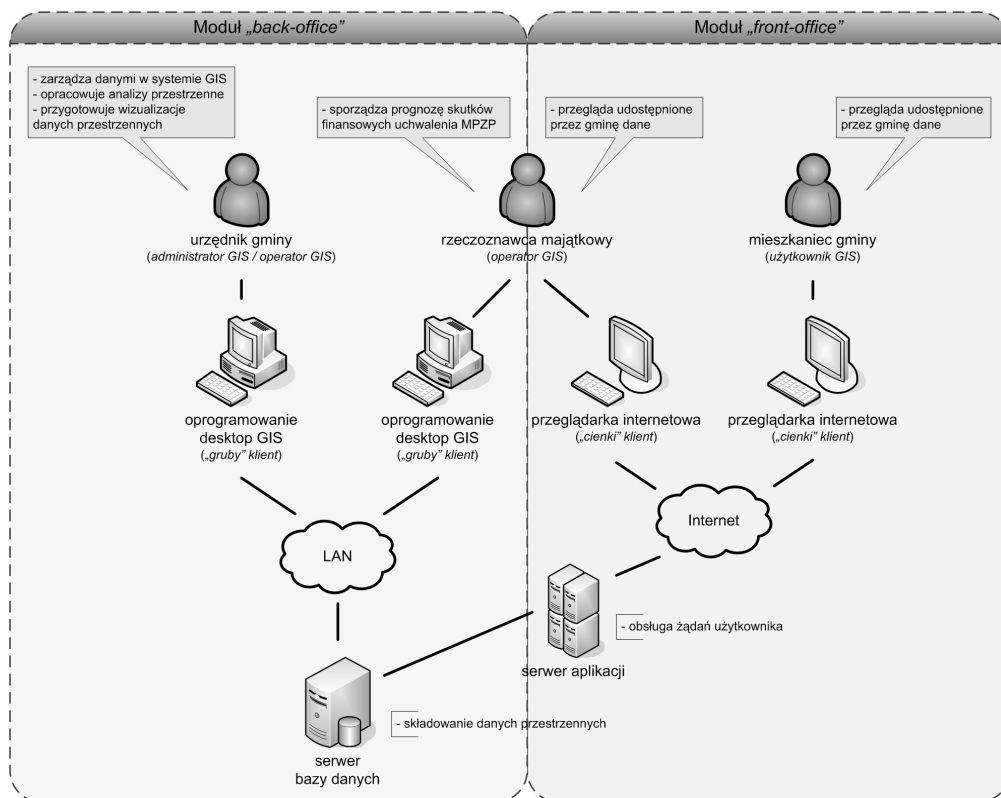 Moduł „back-office”
Moduł „front-office”
- zarządza danymi w systemie GIS
- opracowuje analizy przestrzenne
- przygotowuje wizualizacje
danych przestrzennych
- sporządza prognozę skutków
finansowych uchwalenia MPZP
- przegląda udostępnione
przez gminę dane
- przegląda udostępnione
przez gminę dane
urzędnik gminy
(administrator GIS / operator GIS)
rzeczoznawca majątkowy
(operator GIS)
mieszkaniec gminy
(użytkownik GIS)
oprogramowanie
desktop GIS
(„gruby” klient)
oprogramowanie
desktop GIS
(„gruby” klient)
przeglądarka internetowa
(„cienki” klient)
przeglądarka internetowa
(„cienki” klient)
LAN
Internet
- obsługa żądań użytkownika
serwer aplikacji
- składowanie danych przestrzennych
serwer
bazy danych